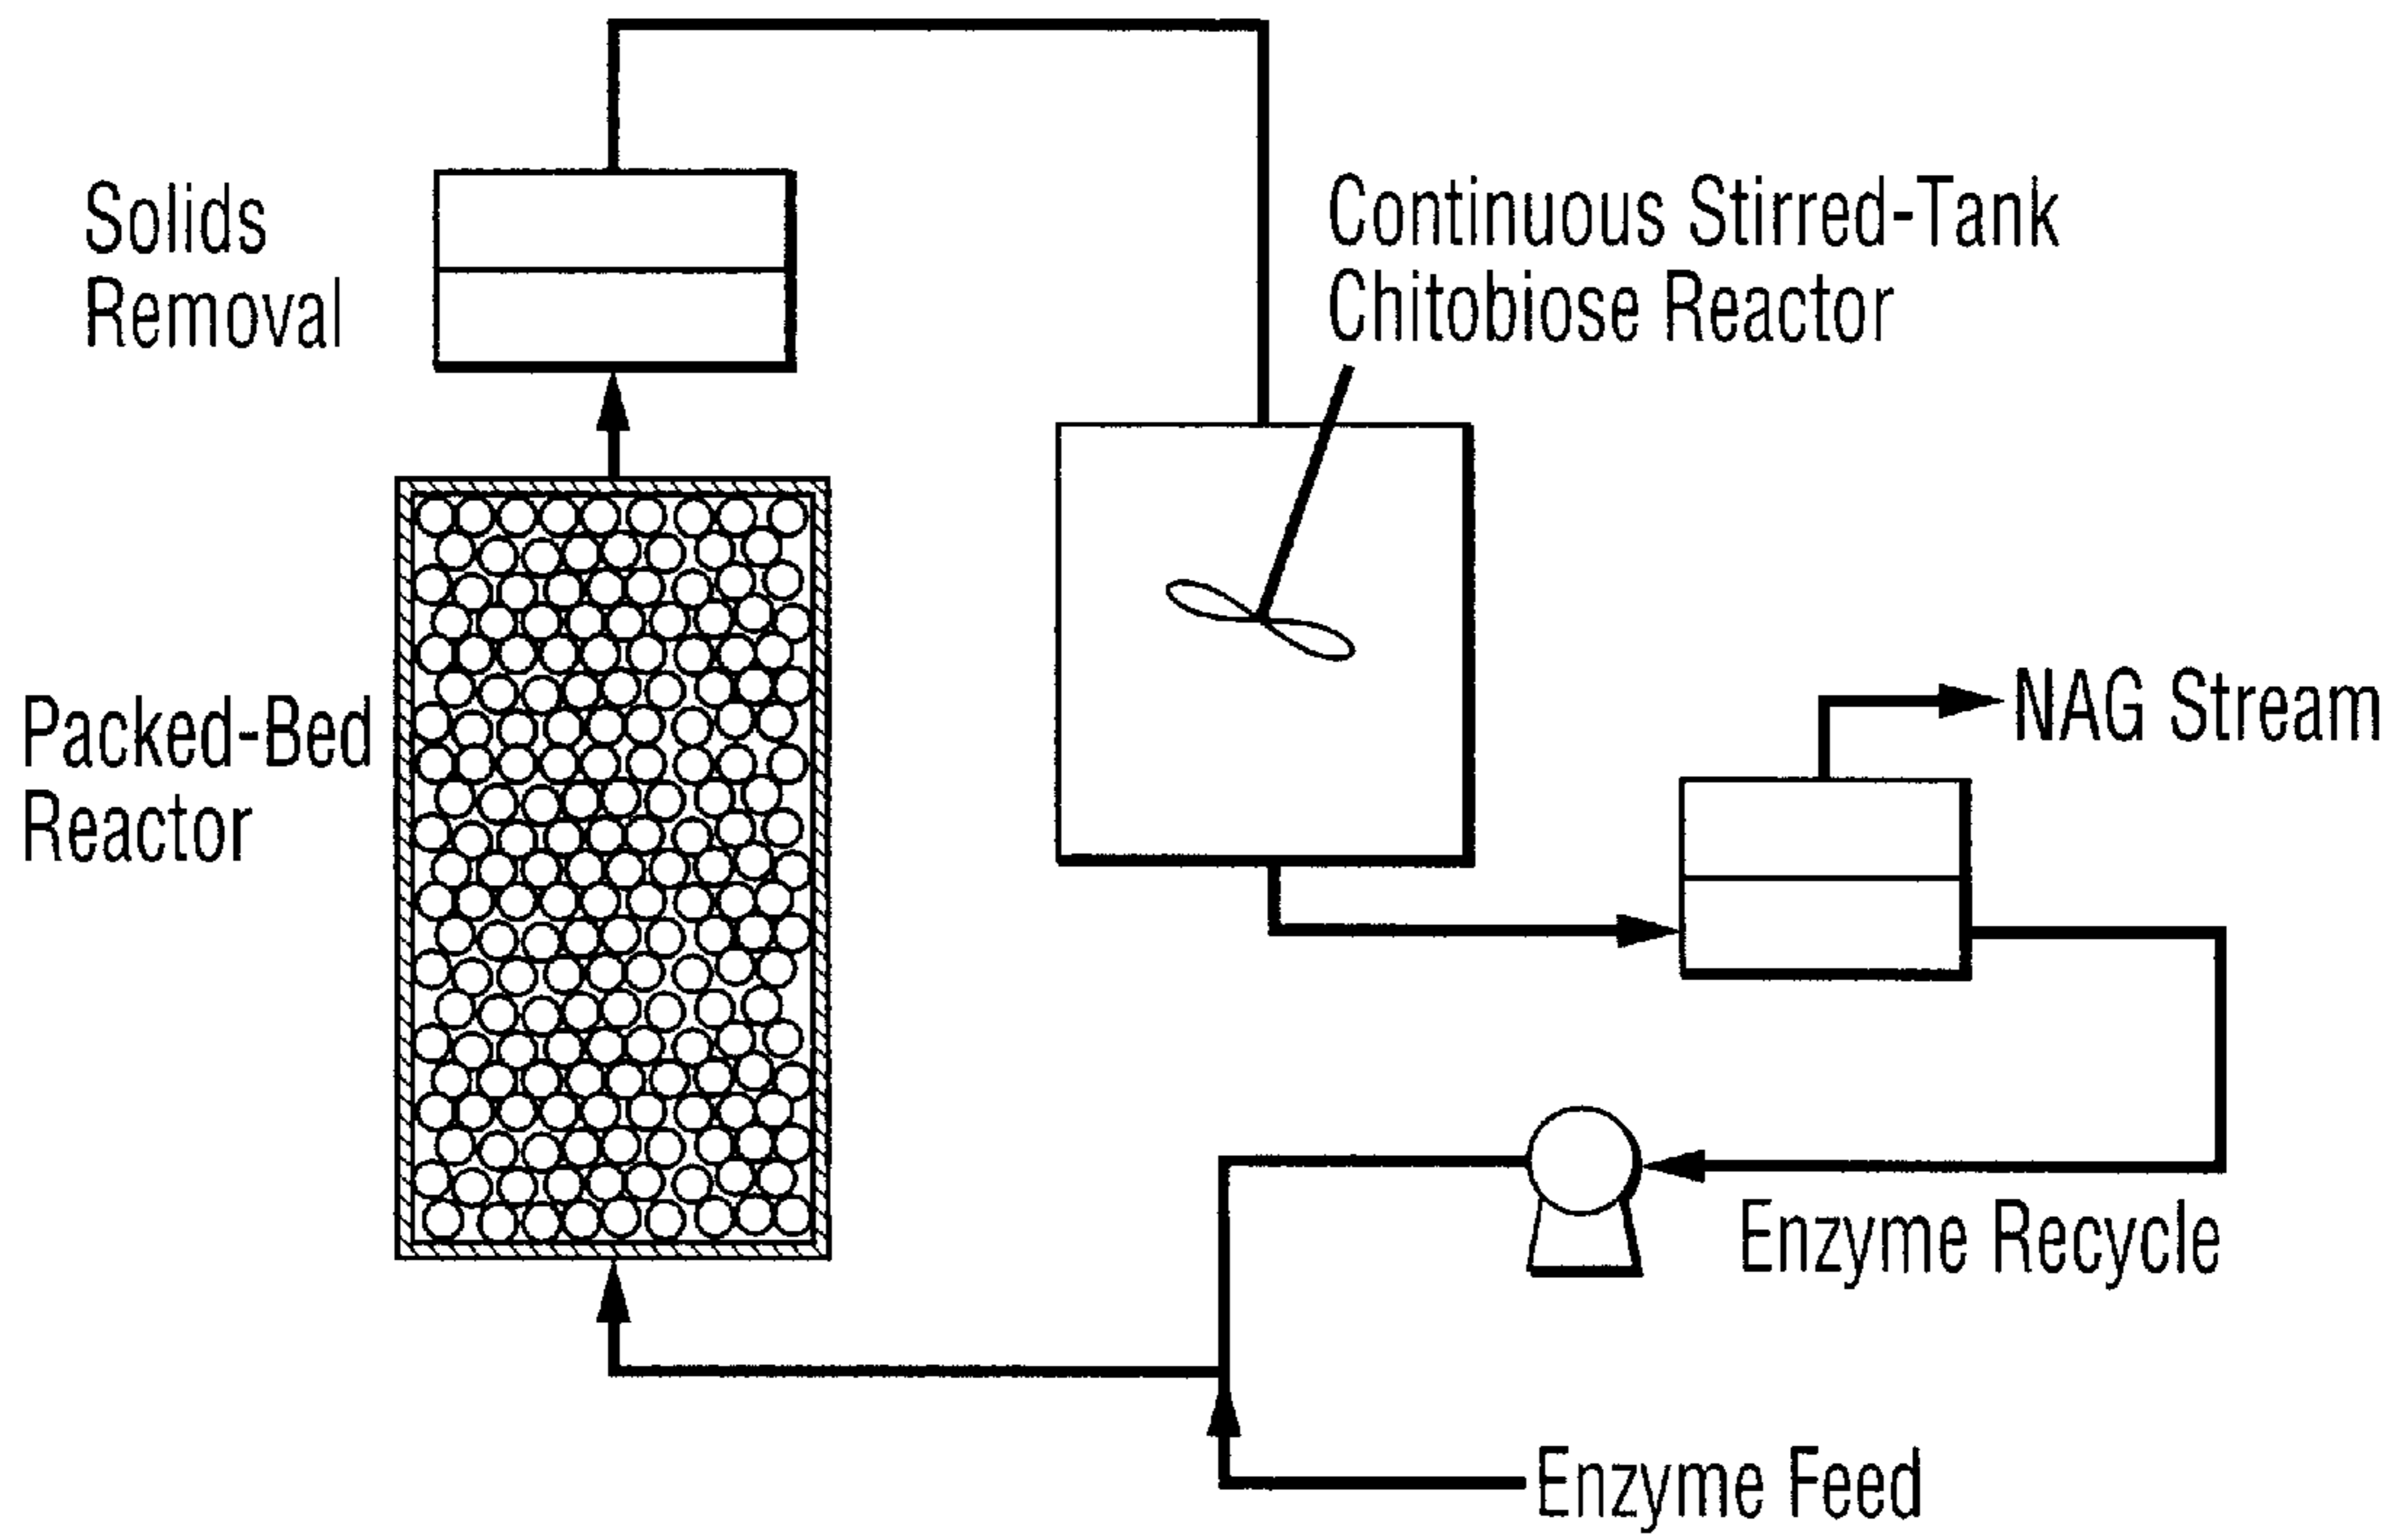 Solids
Removal
Continuous Stirred-Tank
Chitobiose Reactor
Packed-Bed
Reactor
NAG Stream
Enzyme Recycle
Enzyme Feed